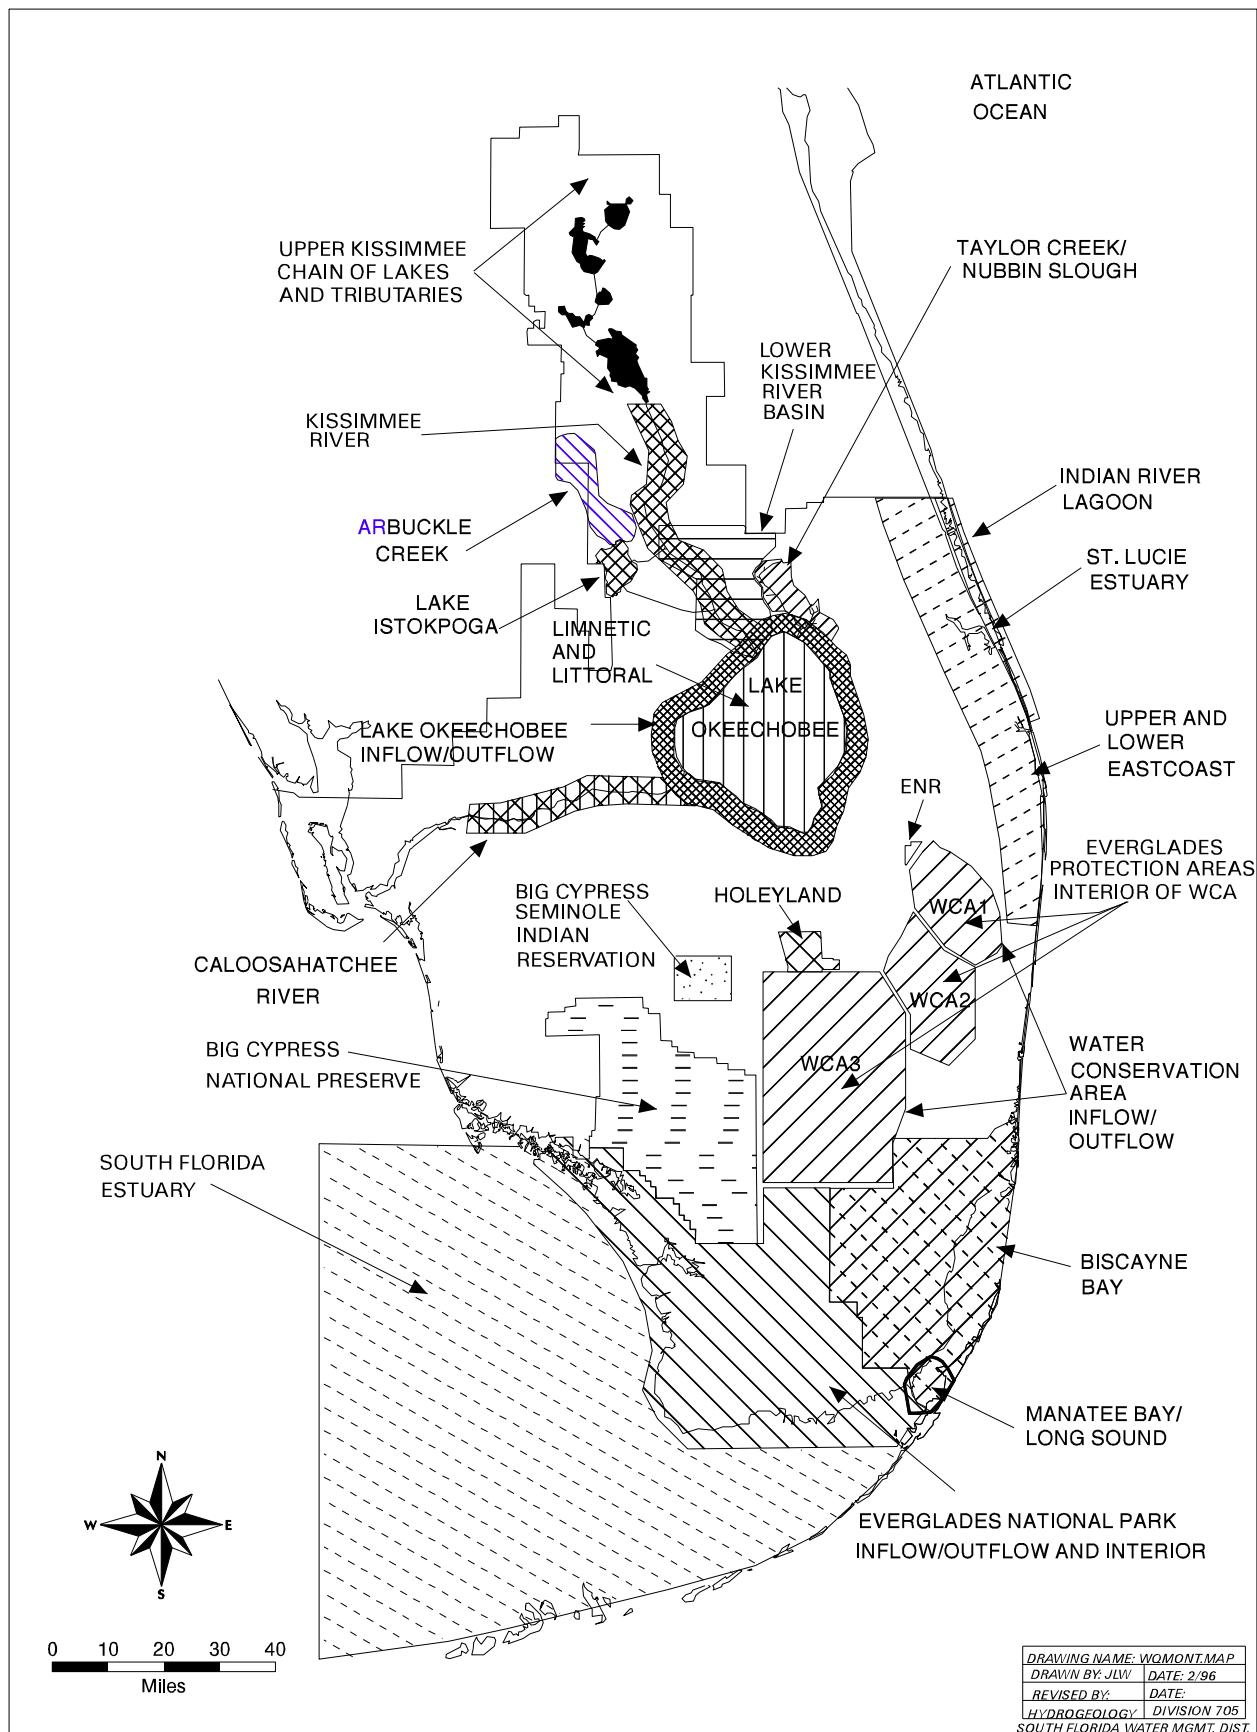 ATLANTIC
OCEAN
UPPER KISSIMMEE
CHAIN OF LAKES
AND TRIBUTARIES
TAYLOR CREEK/
NUBBIN SLOUGH
LOWER
KISSIMMEE
RIVER
BASIN
KISSIMMEE
RIVER
INDIAN RIVER
LAGOON
ARBUCKLE
CREEK
ST. LUCIE
ESTUARY
LAKE
ISTOKPOGA
LIMNETIC
AND
LITTORAL
LAKE
OKEECHOBEE
LAKE OKEECHOBEE
INFLOW/OUTFLOW
UPPER AND
LOWER
EASTCOAST
ENR
EVERGLADES
PROTECTION AREAS
INTERIOR OF WCA
BIG CYPRESS
SEMINOLE
INDIAN
RESERVATION
HOLEYLAND
WCA1
WCA2
WCA3
CALOOSAHATCHEE
RIVER
BIG CYPRESS
NATIONAL PRESERVE
WATER
CONSERVATION
AREA
INFLOW/
OUTFLOW
SOUTH FLORIDA
ESTUARY
BISCAYNE
BAY
MANATEE BAY/
LONG SOUND
EVERGLADES NATIONAL PARK
INFLOW/OUTFLOW AND INTERIOR
N
W E
S
0 10 20 30 40
Miles
DRAWING NAME: WQMONT.MAP
DRAWN BY: JLW DATE: 2/96
REVISED BY: DATE:
HYDROGEOLOGY DIVISION 705
SOUTH FLORIDA WATER MGMT. DIST.